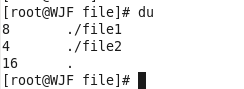 [root@WJF file]# du
8 ./file1
4 ./file2
16 .
[root@WJF file]#